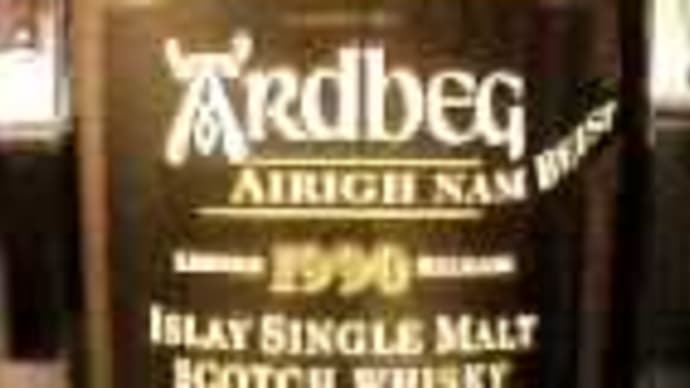 Ardbeg
AIRIGH NAM BEIST
LIMITED 1990 RELEASE
ISLAY SINGLE MALT
SCOTCH WHISKY